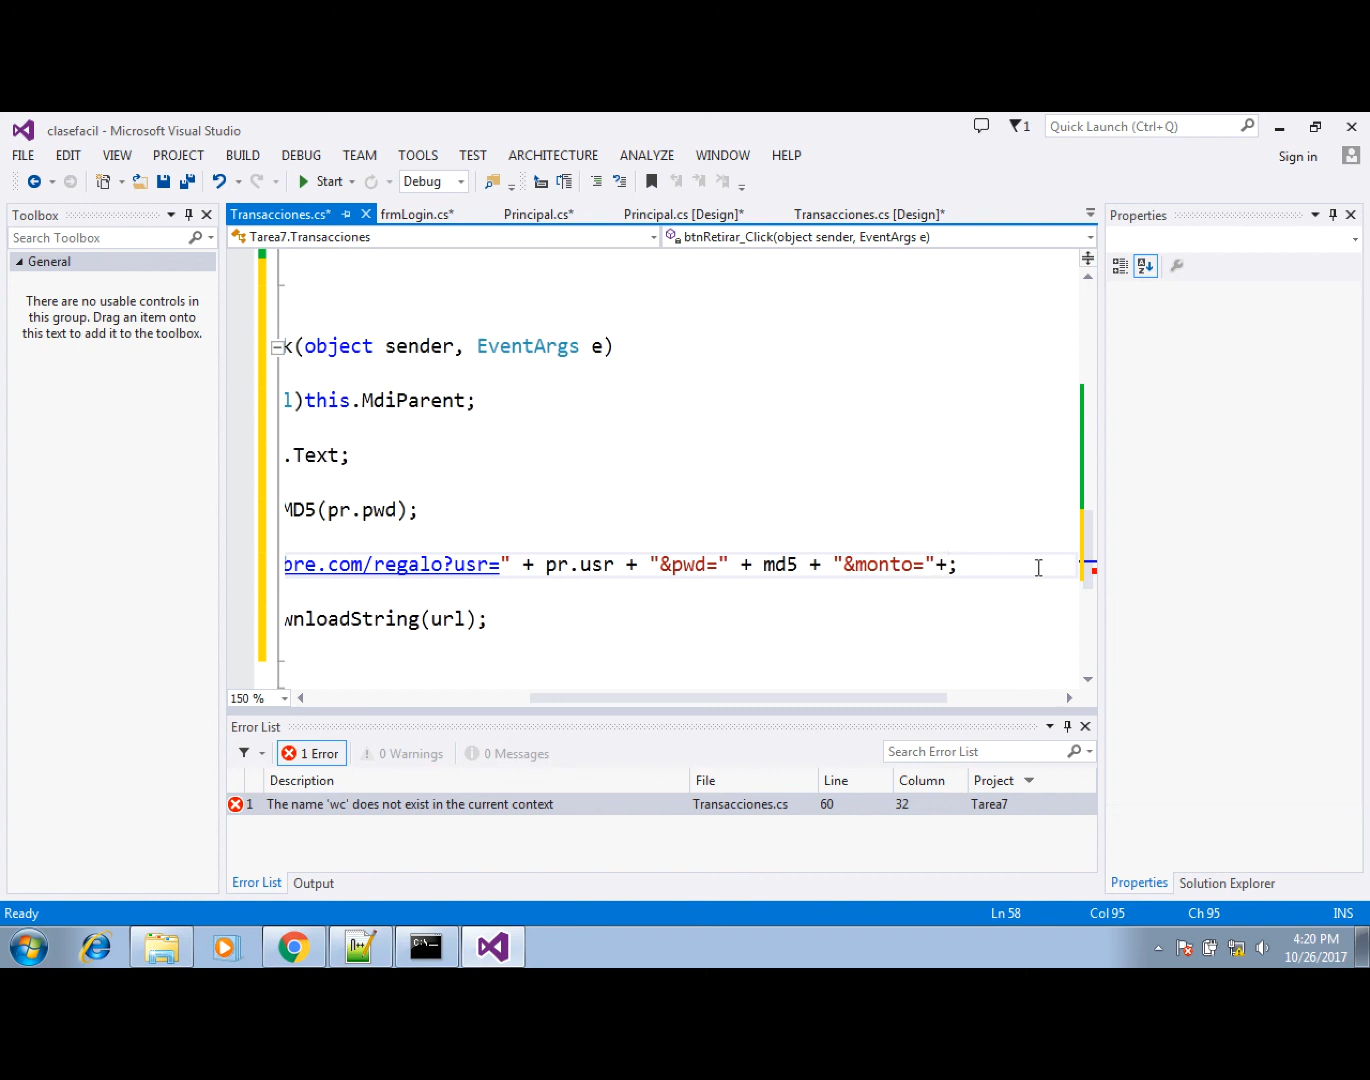 clasefacil - Microsoft Visual Studio
1
Quick Launch (Ctrl+Q)
FILE EDIT VIEW PROJECT BUILD DEBUG TEAM TOOLS TEST ARCHITECTURE ANALYZE WINDOW HELP
Sign in
Start Debug
Toolbox
Transacciones.cs* frmLogin.cs* Principal.cs* Principal.cs [Design]* Transacciones.cs [Design]*
Properties
Search Toolbox
Tarea7.Transacciones
btnRetirar_Click(object sender, EventArgs e)
General
There are no usable controls in
this group. Drag an item onto
this text to add it to the toolbox.
k(object sender, EventArgs e)
l)this.MdiParent;
.Text;
MD5(pr.pwd);
bre.com/regalo?usr=" + pr.usr + "&pwd=" + md5 + "&monto="+;
wnloadString(url);
150 %
Error List
1 Error 0 Warnings 0 Messages
Search Error List
Description File Line Column Project
1 The name 'wc' does not exist in the current context Transacciones.cs 60 32 Tarea7
Error List Output
Properties Solution Explorer
Ready Ln 58 Col 95 Ch 95 INS
C:\
4:20 PM
10/26/2017